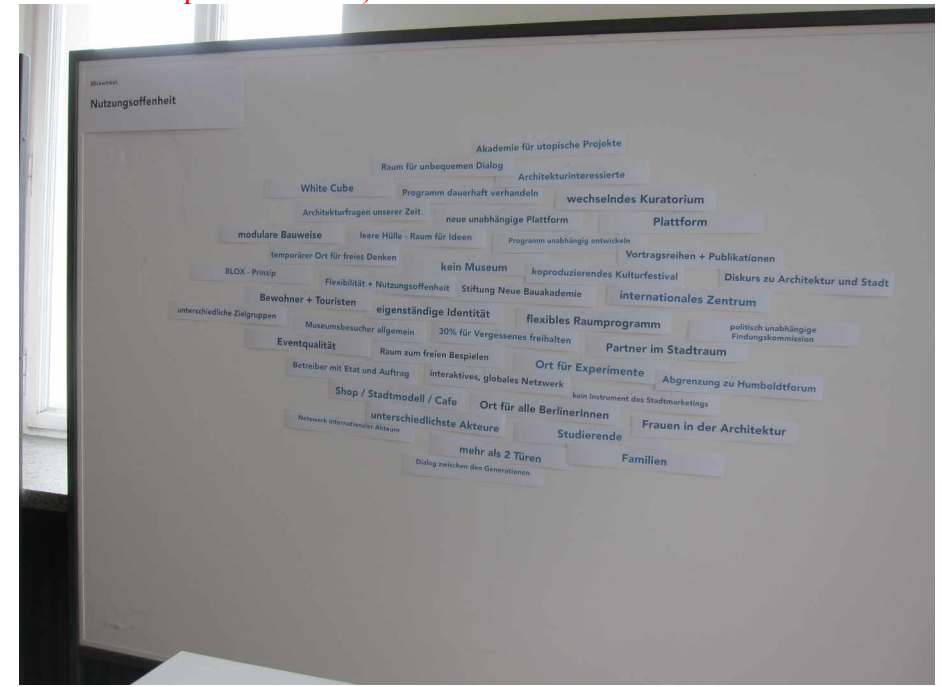 Blickwinkel
Nutzungsoffenheit
Akademie für utopische Projekte
Raum für unbequemen Dialog
Architekturinteressierte
White Cube
Programm dauerhaft verhandeln
wechselndes Kuratorium
Architekturfragen unserer Zeit
neue unabhängige Plattform
Plattform
modulare Bauweise
leere Hülle - Raum für Ideen
Programm unabhängig entwickeln
Vortragsreihen + Publikationen
temporärer Ort für freies Denken
kein Museum
koproduzierendes Kulturfestival
Diskurs zu Architektur und Stadt
BLOX - Prinzip
Flexibilität + Nutzungsoffenheit
Stiftung Neue Bauakademie
internationales Zentrum
Bewohner + Touristen
eigenständige Identität
flexibles Raumprogramm
politisch unabhängige
Findungskommission
unterschiedliche Zielgruppen
Museumsbesucher allgemein
30% für Vergessenes freihalten
Partner im Stadtraum
Eventqualität
Raum zum freien Bespielen
Ort für Experimente
Abgrenzung zu Humboldtforum
Betreiber mit Etat und Auftrag
interaktives, globales Netzwerk
kein Instrument des Stadtmarketings
Shop / Stadtmodell / Cafe
Ort für alle BerlinerInnen
Frauen in der Architektur
Netzwerk internationaler Akteure
unterschiedlichste Akteure
Studierende
mehr als 2 Türen
Familien
Dialog zwischen den Generationen